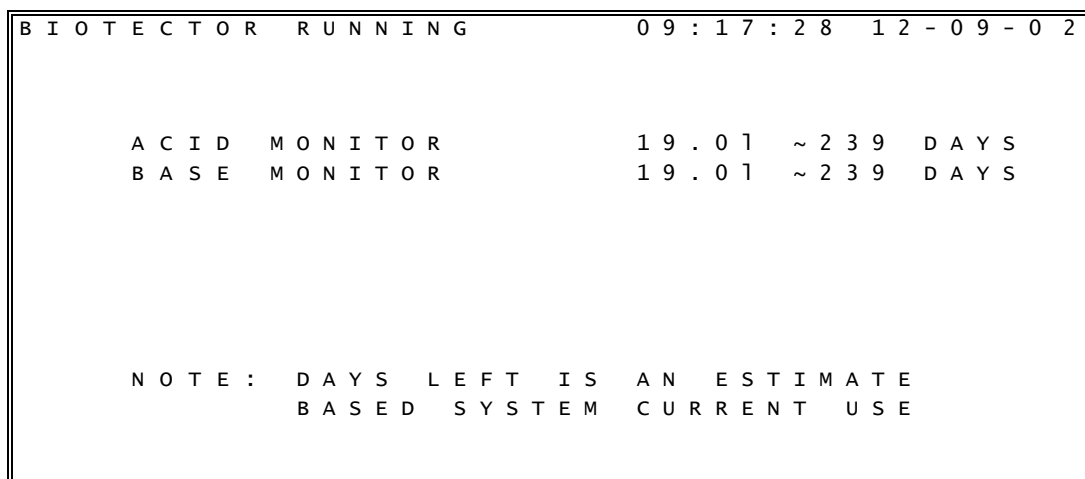 BIOTECTOR RUNNING 09:17:28 12-09-02
ACID MONITOR 19.0l ~239 DAYS
BASE MONITOR 19.0l ~239 DAYS
NOTE: DAYS LEFT IS AN ESTIMATE
BASED SYSTEM CURRENT USE